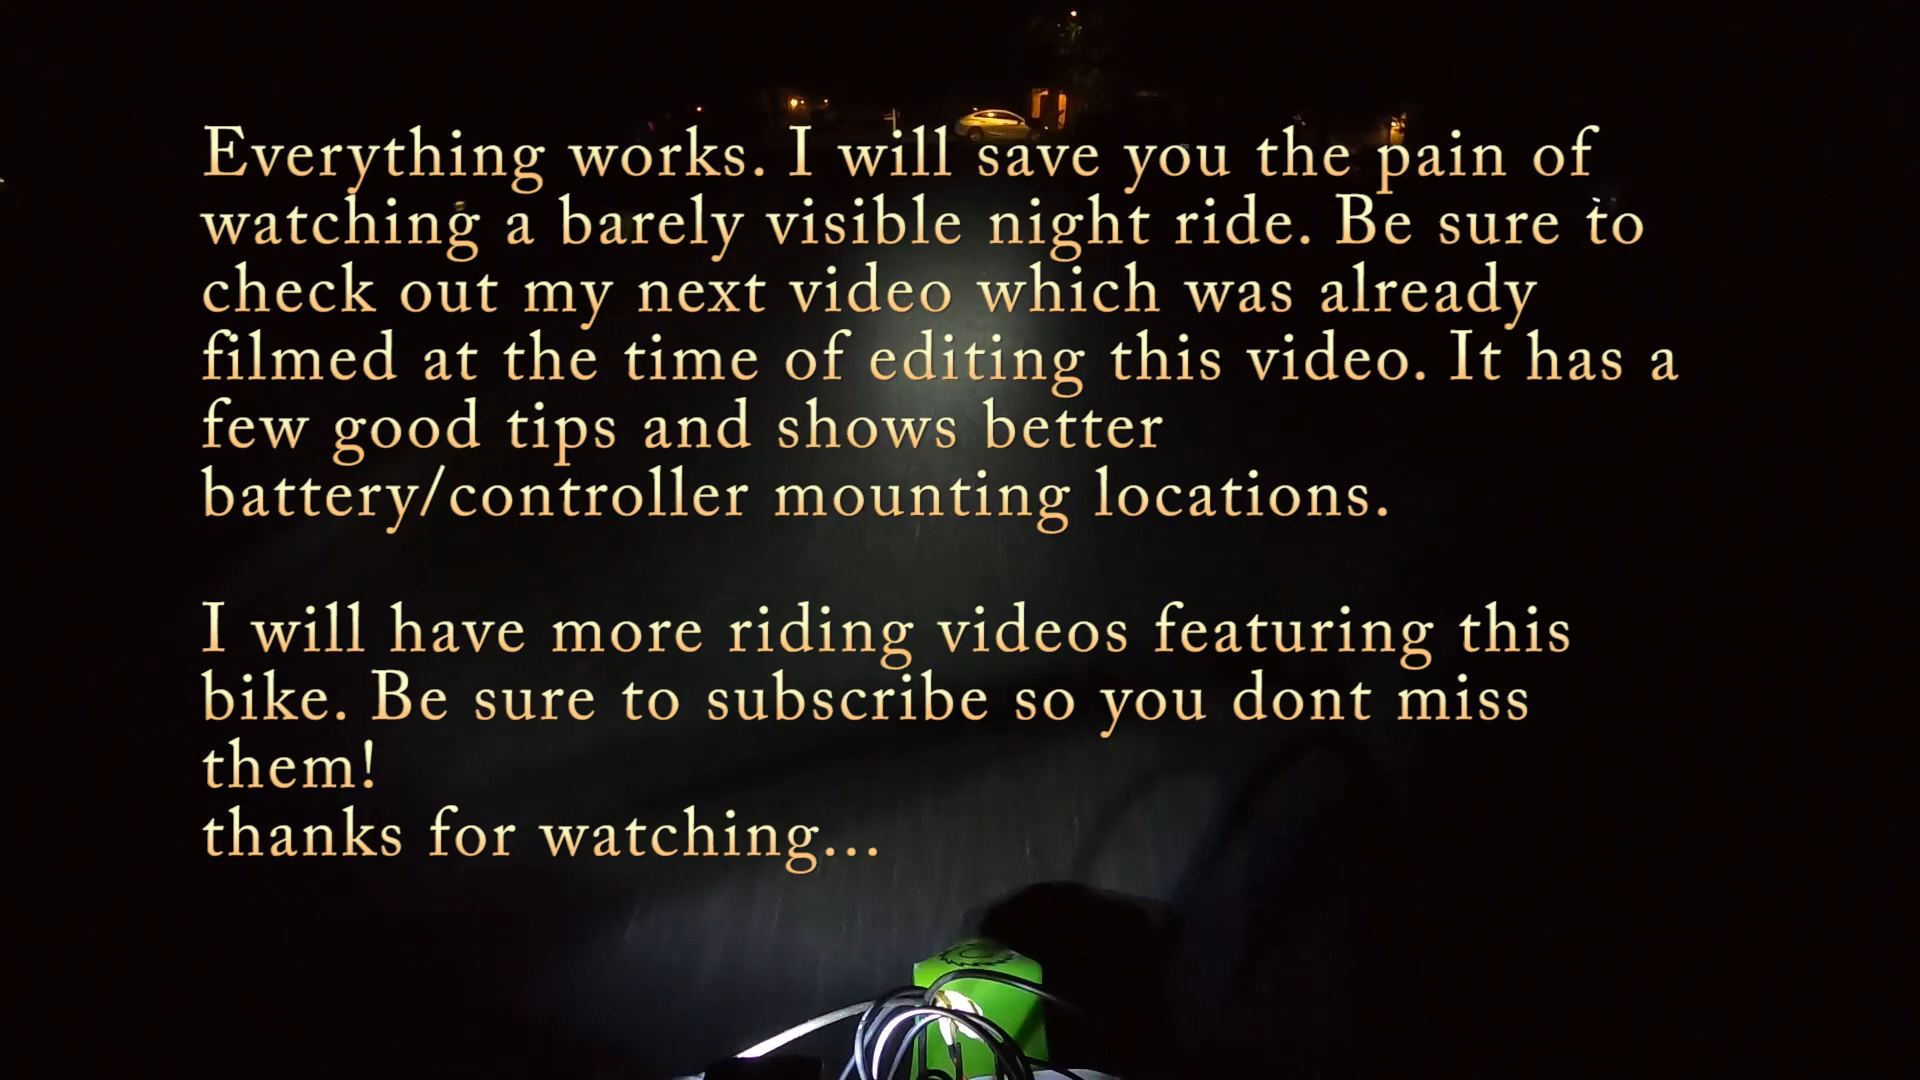 Everything works. I will save you the pain of
watching a barely visible night ride. Be sure to
check out my next video which was already
filmed at the time of editing this video. It has a
few good tips and shows better
battery/controller mounting locations.
I will have more riding videos featuring this
bike. Be sure to subscribe so you dont miss
them!
thanks for watching...